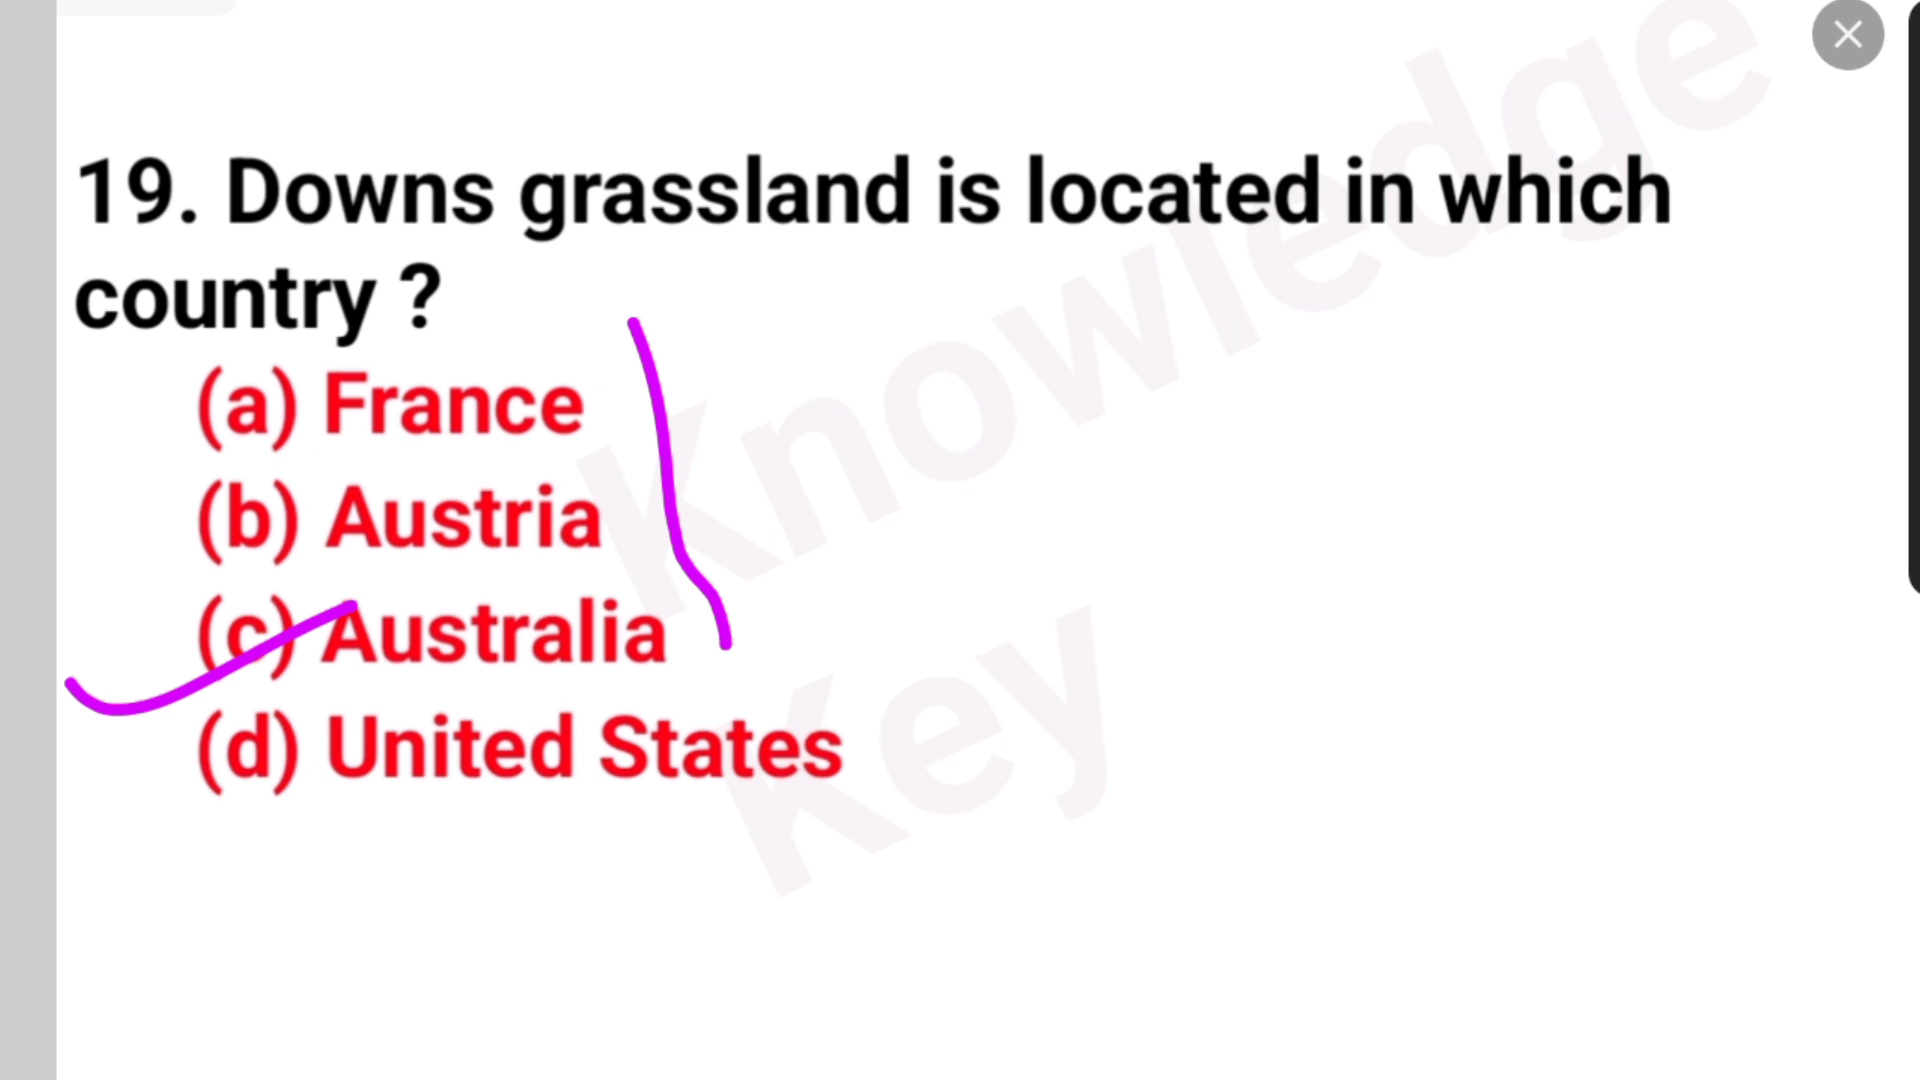 19. Downs grassland is located in which
country ?
(a) France
(b) Austria
(c) Australia
(d) United States
Knowledge
Key